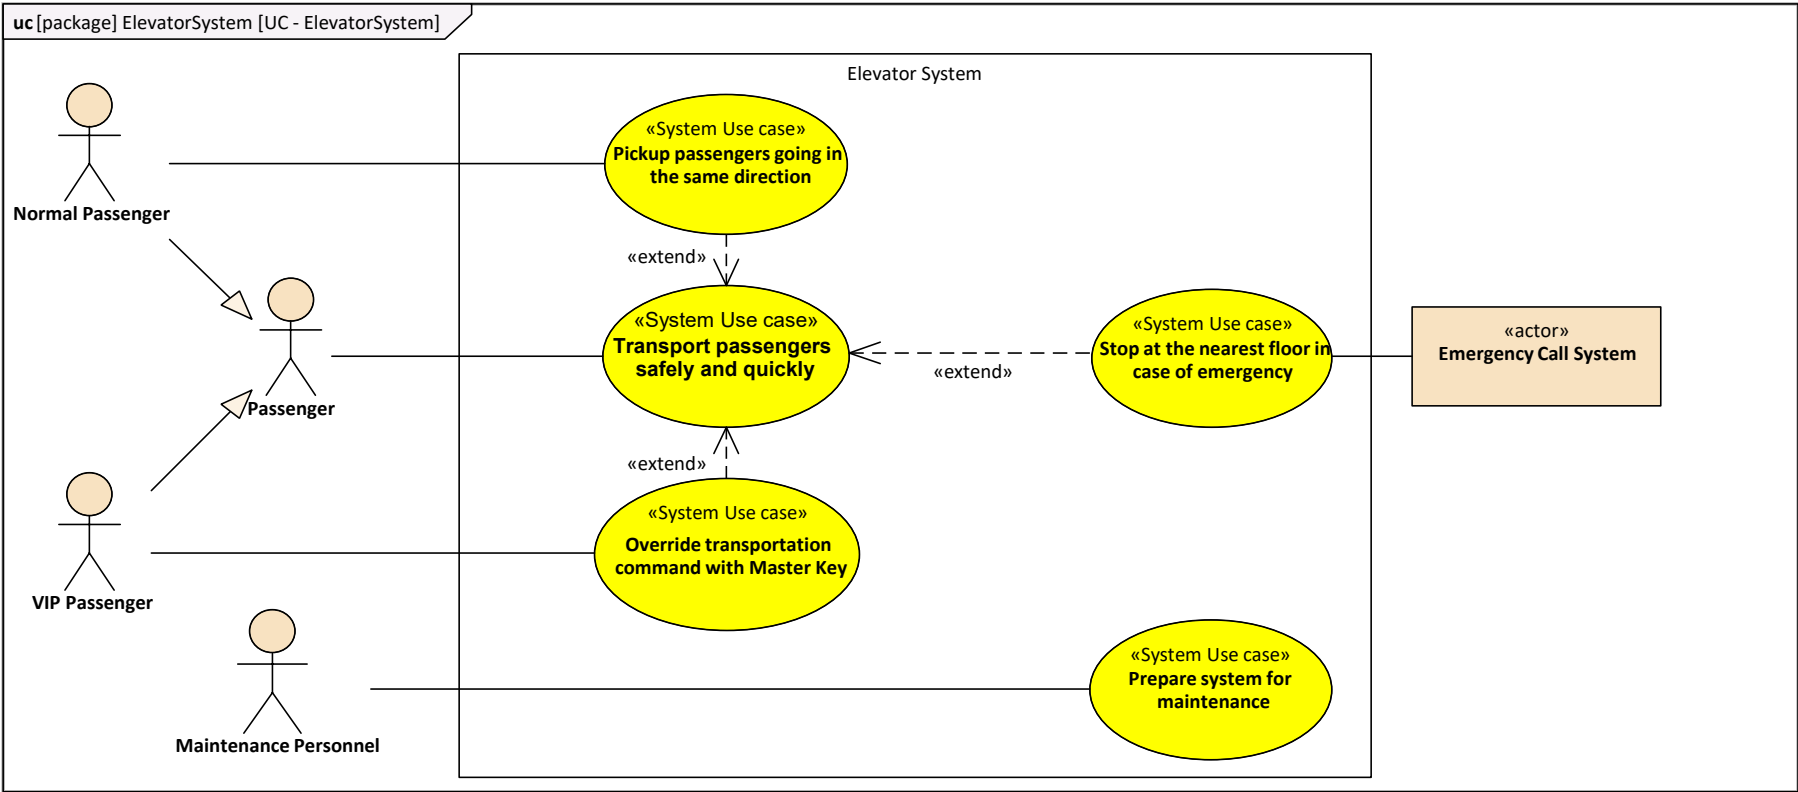 uc [package] ElevatorSystem [UC - ElevatorSystem]
Elevator System
«System Use case»
Pickup passengers going in
the same direction
Normal Passenger
«extend»
«System Use case»
Transport passengers
safely and quickly
Passenger
«extend»
«System Use case»
Stop at the nearest floor in
case of emergency
«actor»
Emergency Call System
«extend»
«System Use case»
Override transportation
command with Master Key
VIP Passenger
«System Use case»
Prepare system for
maintenance
Maintenance Personnel